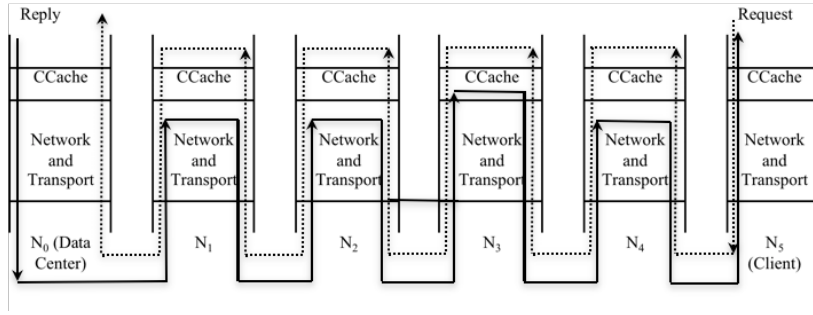 Reply Request
CCache CCache CCache CCache CCache CCache
Network Network Network Network Network Network
and and and and and and
Transport Transport Transport Transport Transport Transport
N₀ (Data N₁ N₂ N₃ N₄ N₅
Center) (Client)